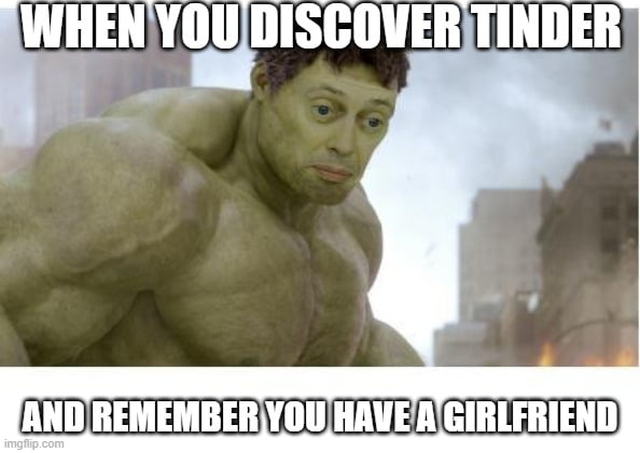 WHEN YOU DISCOVER TINDER
AND REMEMBER YOU HAVE A GIRLFRIEND
imgflip.com